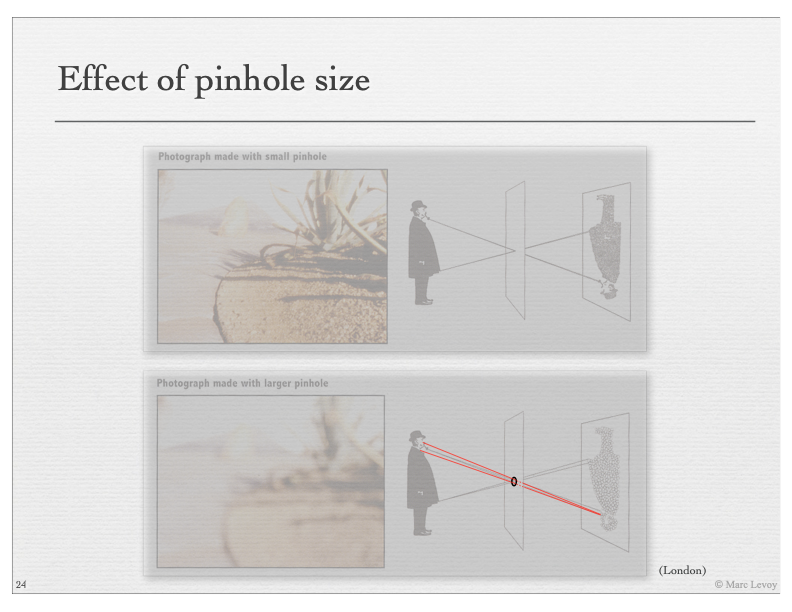 Effect of pinhole size
Photograph made with small pinhole
Photograph made with larger pinhole
(London)
24
© Marc Levoy